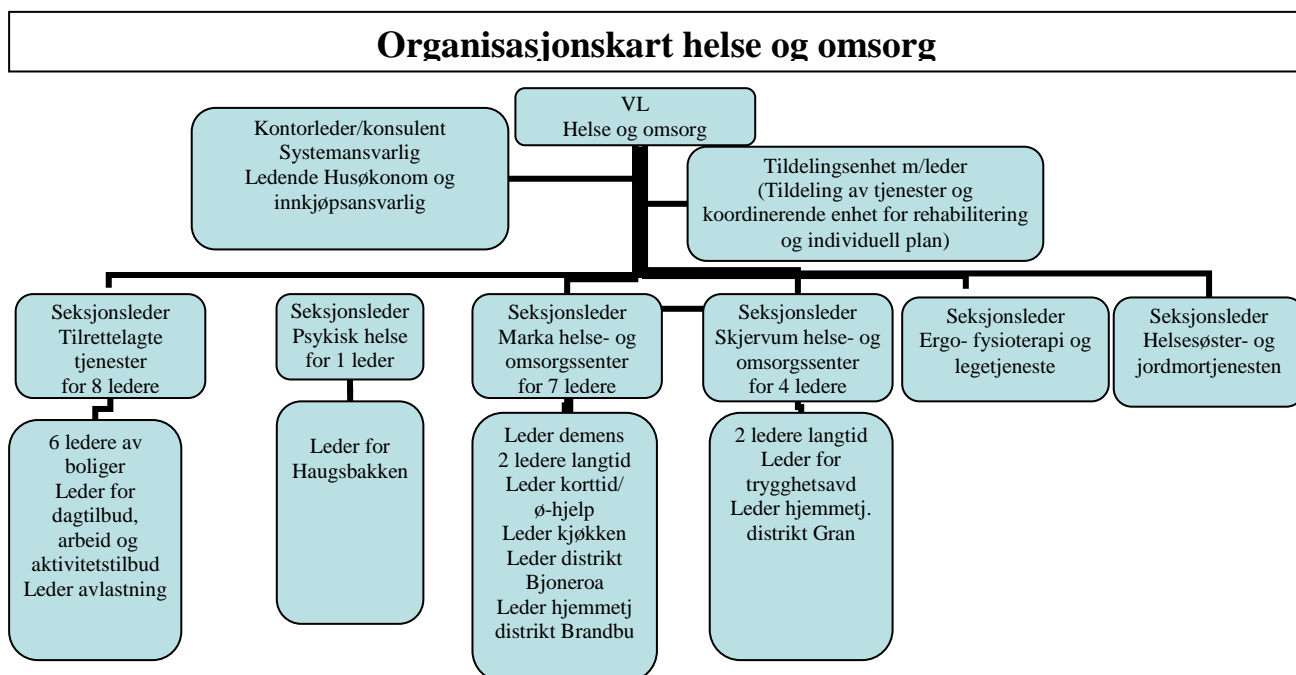 Organisasjonskart helse og omsorg
VL
Helse og omsorg
Kontorleder/konsulent
Systemansvarlig
Ledende Husøkonom og
innkjøpsansvarlig
Tildelingsenhet m/leder
(Tildeling av tjenester og
koordinerende enhet for rehabilitering
og individuell plan)
Seksjonsleder
Tilrettelagte
tjenester
for 8 ledere
Seksjonsleder
Psykisk helse
for 1 leder
Seksjonsleder
Marka helse- og
omsorgssenter
for 7 ledere
Seksjonsleder
Skjervum helse- og
omsorgssenter
for 4 ledere
Seksjonsleder
Ergo- fysioterapi og
legetjeneste
Seksjonsleder
Helsesøster- og
jordmortjenesten
6 ledere av
boliger
Leder for
dagtilbud,
arbeid og
aktivitetstilbud
Leder avlastning
Leder for
Haugsbakken
Leder demens
2 ledere langtid
Leder korttid/
ø-hjelp
Leder kjøkken
Leder distrikt
Bjoneroa
Leder hjemmetj
distrikt Brandbu
2 ledere langtid
Leder for
trygghetsavd
Leder hjemmetj.
distrikt Gran